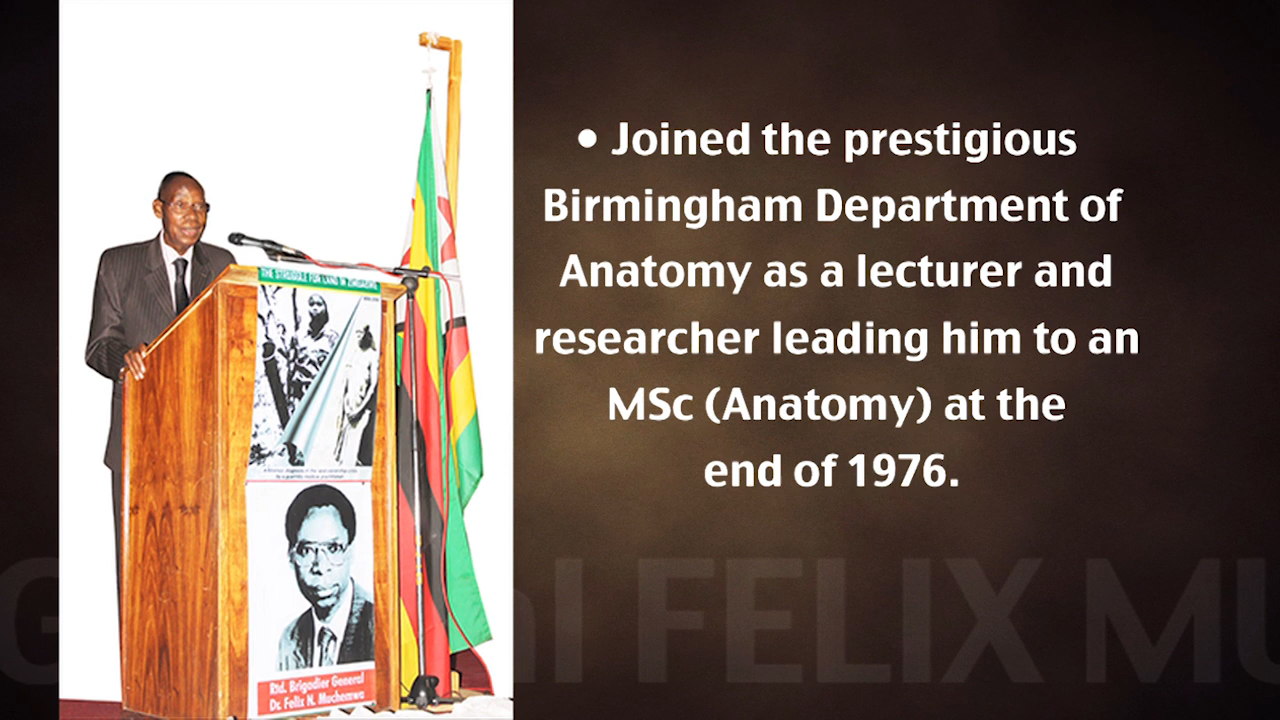 • Joined the prestigious
Birmingham Department of
Anatomy as a lecturer and
researcher leading him to an
MSc (Anatomy) at the
end of 1976.
THE STRUGGLE FOR LAND IN ZIMBABWE
Rtd. Brigadier General
Dr. Felix N. Muchemwa
FELIX MU